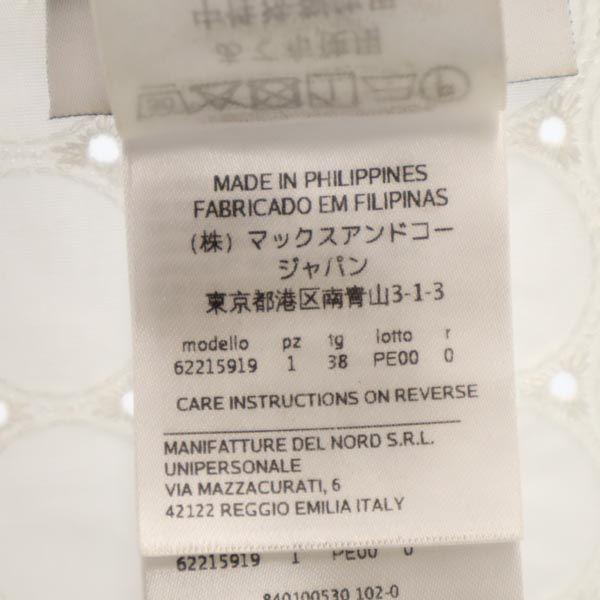 MADE IN PHILIPPINES
FABRICADO EM FILIPINAS
(株) マックスアンドコー
ジャパン
東京都港区南青山3-1-3
modello pz tg lotto r
62215919 1 38 PE00 0
CARE INSTRUCTIONS ON REVERSE
MANIFATTURE DEL NORD S.R.L.
UNIPERSONALE
VIA MAZZACURATI, 6
42122 REGGIO EMILIA ITALY
62215919 1 PE00 0
840100530 102-0